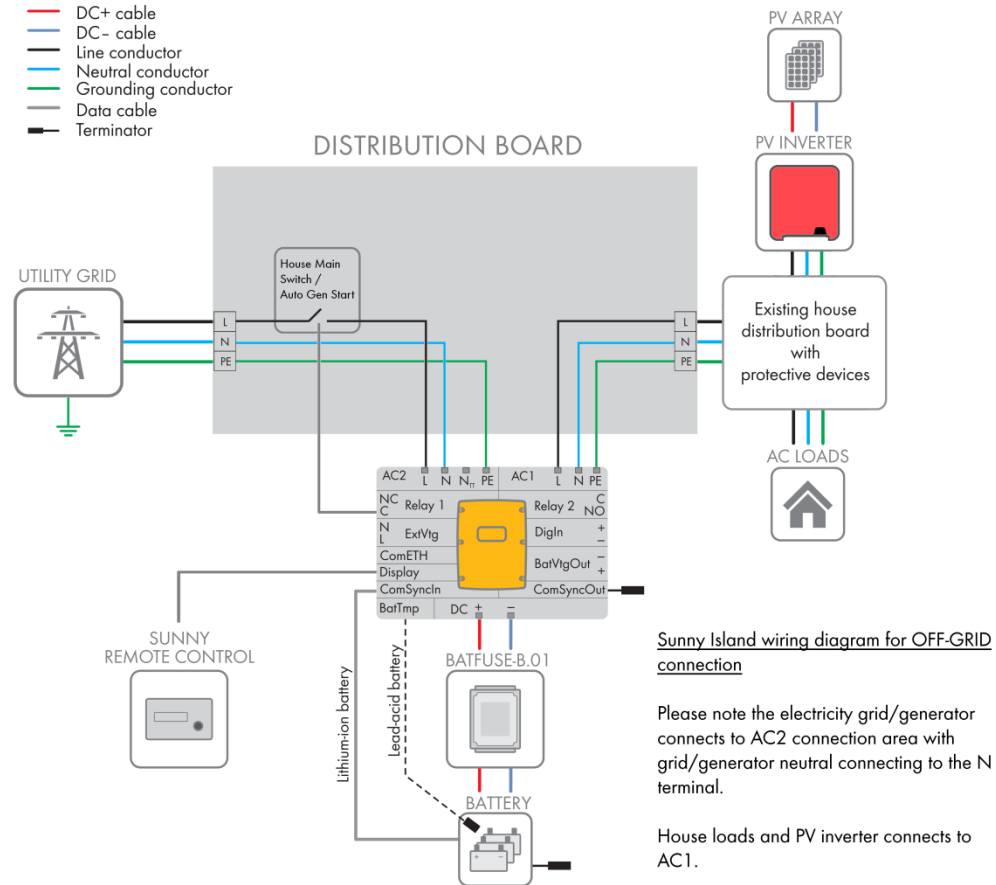 DC+ cable
DC– cable
Line conductor
Neutral conductor
Grounding conductor
Data cable
Terminator
PV ARRAY
PV INVERTER
DISTRIBUTION BOARD
UTILITY GRID
House Main
Switch /
Auto Gen Start
L
N
PE
L
N
PE
Existing house
distribution board
with
protective devices
AC LOADS
AC2 L N NTT PE AC1 L N PE
NC
C Relay 1
Relay 2 C
NO
N
L ExtVtg
DigIn +
–
ComETH
Display
BatVtgOut –
+
ComSyncIn
ComSyncOut
BatTmp DC + –
SUNNY
REMOTE CONTROL
BATFUSE-B.01
Lithium-ion battery
Lead-acid battery
BATTERY
Sunny Island wiring diagram for OFF-GRID
connection
Please note the electricity grid/generator
connects to AC2 connection area with
grid/generator neutral connecting to the N
terminal.
House loads and PV inverter connects to
AC1.